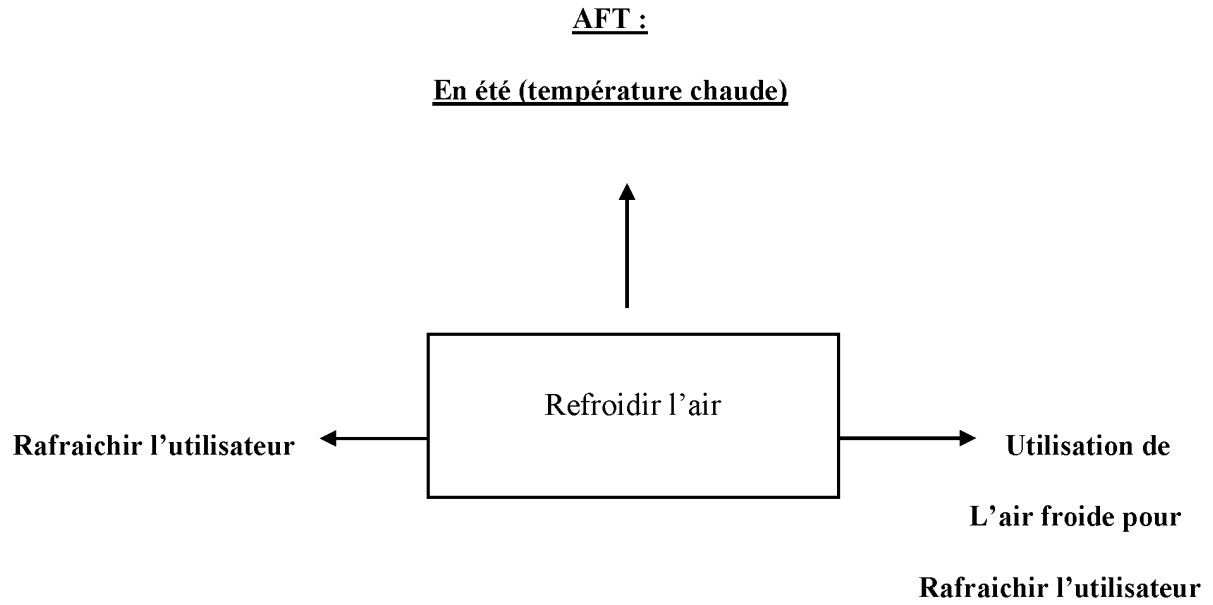 AFT :
En été (température chaude)
Refroidir l’air
Rafraichir l’utilisateur
Utilisation de
L’air froide pour
Rafraichir l’utilisateur